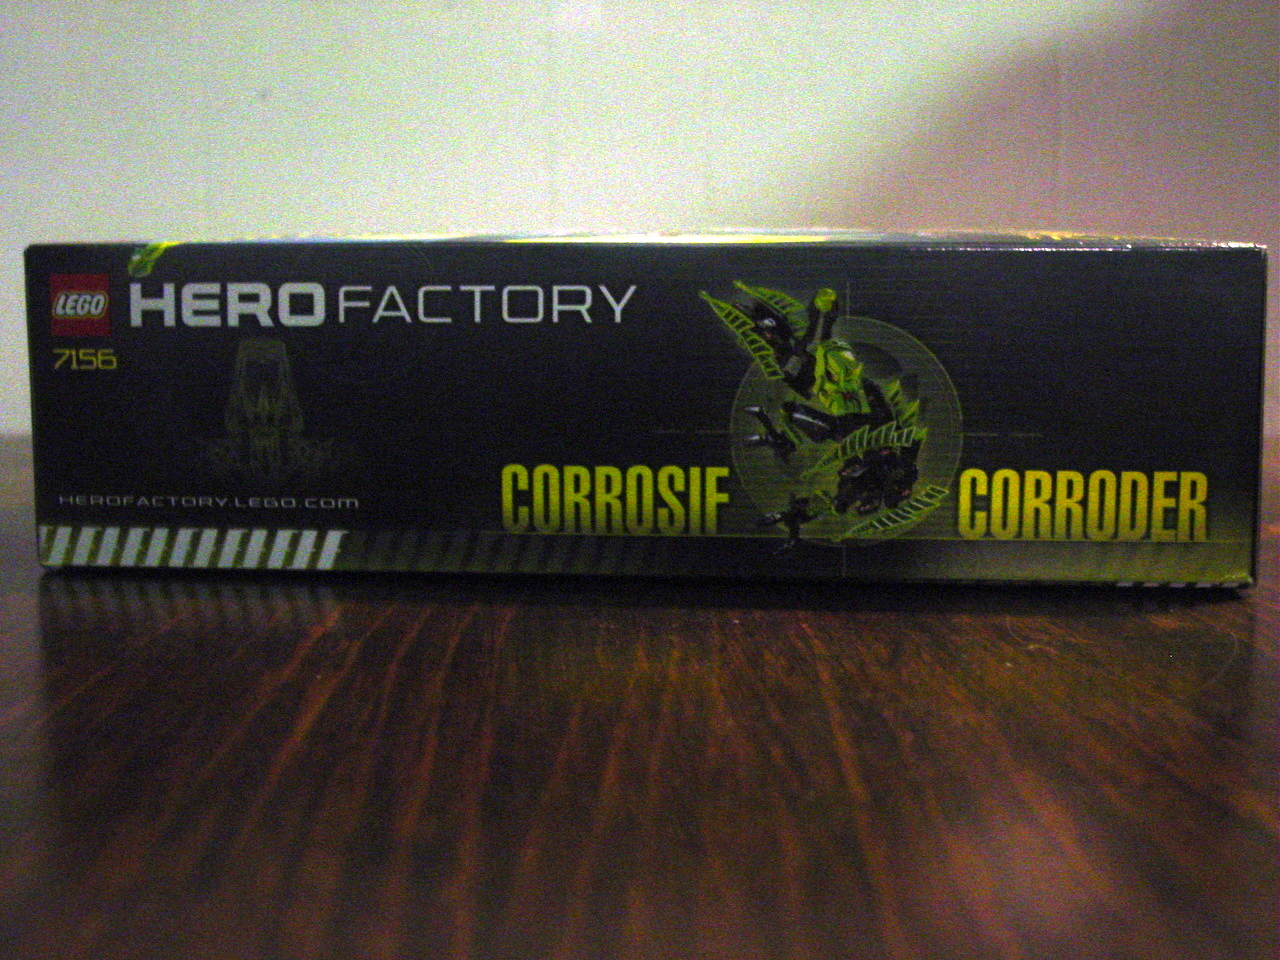 LEGO
HERO FACTORY
7156
HEROFACTORY.LEGO.COM
CORROSIF
CORRODER